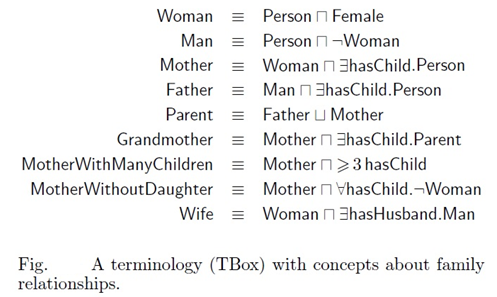 Woman ≡ Person ⊓ Female
Man ≡ Person ⊓ ¬Woman
Mother ≡ Woman ⊓ ∃hasChild.Person
Father ≡ Man ⊓ ∃hasChild.Person
Parent ≡ Father ⊔ Mother
Grandmother ≡ Mother ⊓ ∃hasChild.Parent
MotherWithManyChildren ≡ Mother ⊓ ⩾ 3 hasChild
MotherWithoutDaughter ≡ Mother ⊓ ∀hasChild.¬Woman
Wife ≡ Woman ⊓ ∃hasHusband.Man
Fig. A terminology (TBox) with concepts about family
relationships.